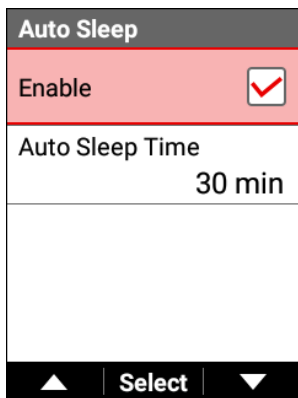 Auto Sleep
Enable
Auto Sleep Time
30 min
Select